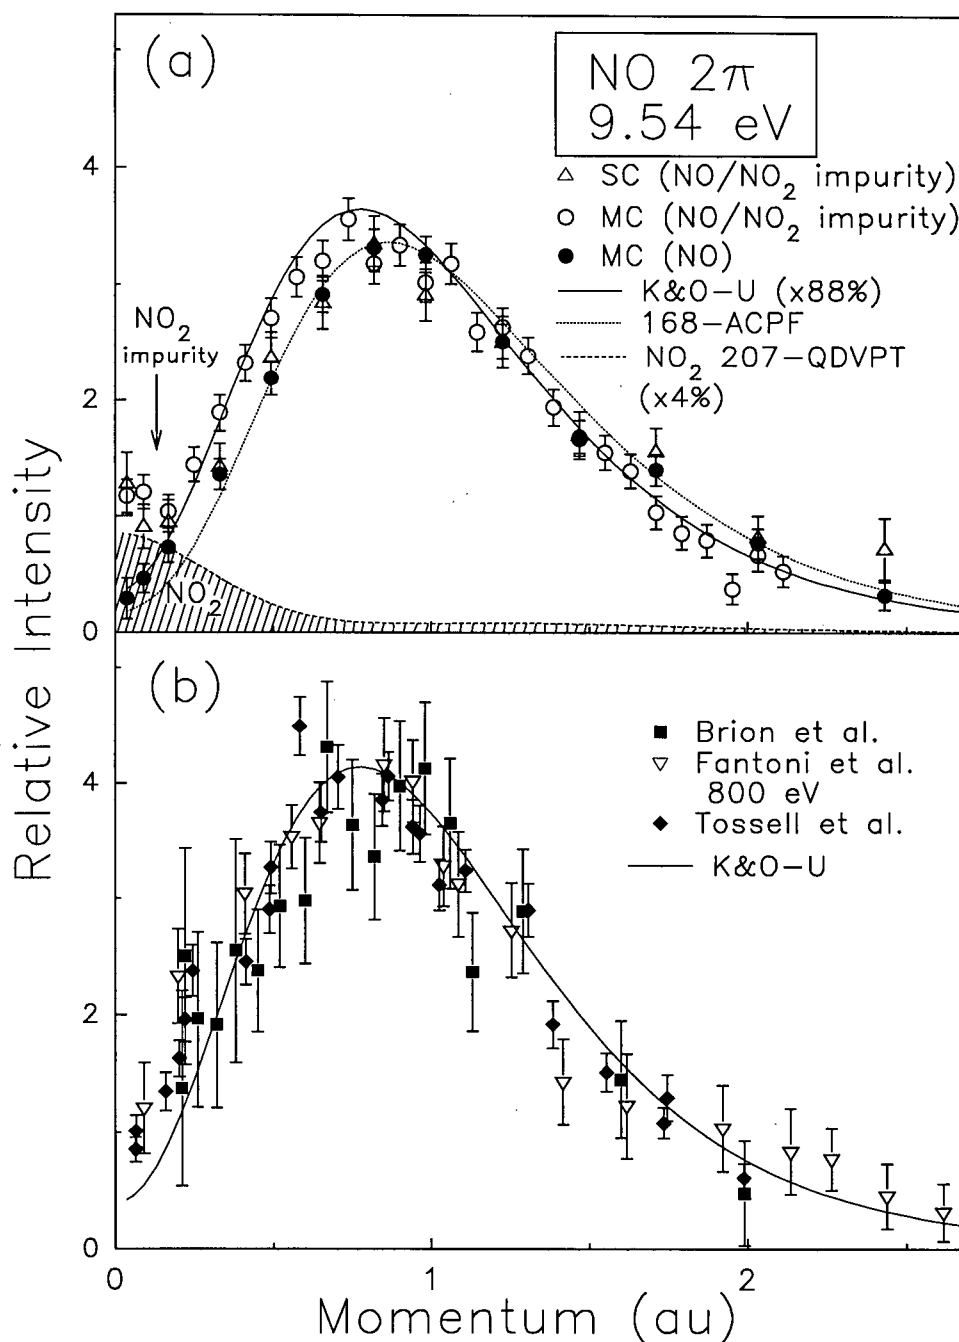 (a)
NO 2π
9.54 eV
SC (NO/NO₂ impurity)
MC (NO/NO₂ impurity)
MC (NO)
K&O-U (x88%)
168-ACPF
NO₂ 207-QDVPT
(x4%)
NO₂
impurity
NO₂
4
2
0
(b)
Brion et al.
Fantoni et al.
800 eV
Tossell et al.
K&O-U
4
2
0
0
1
2
Relative Intensity
Momentum (au)